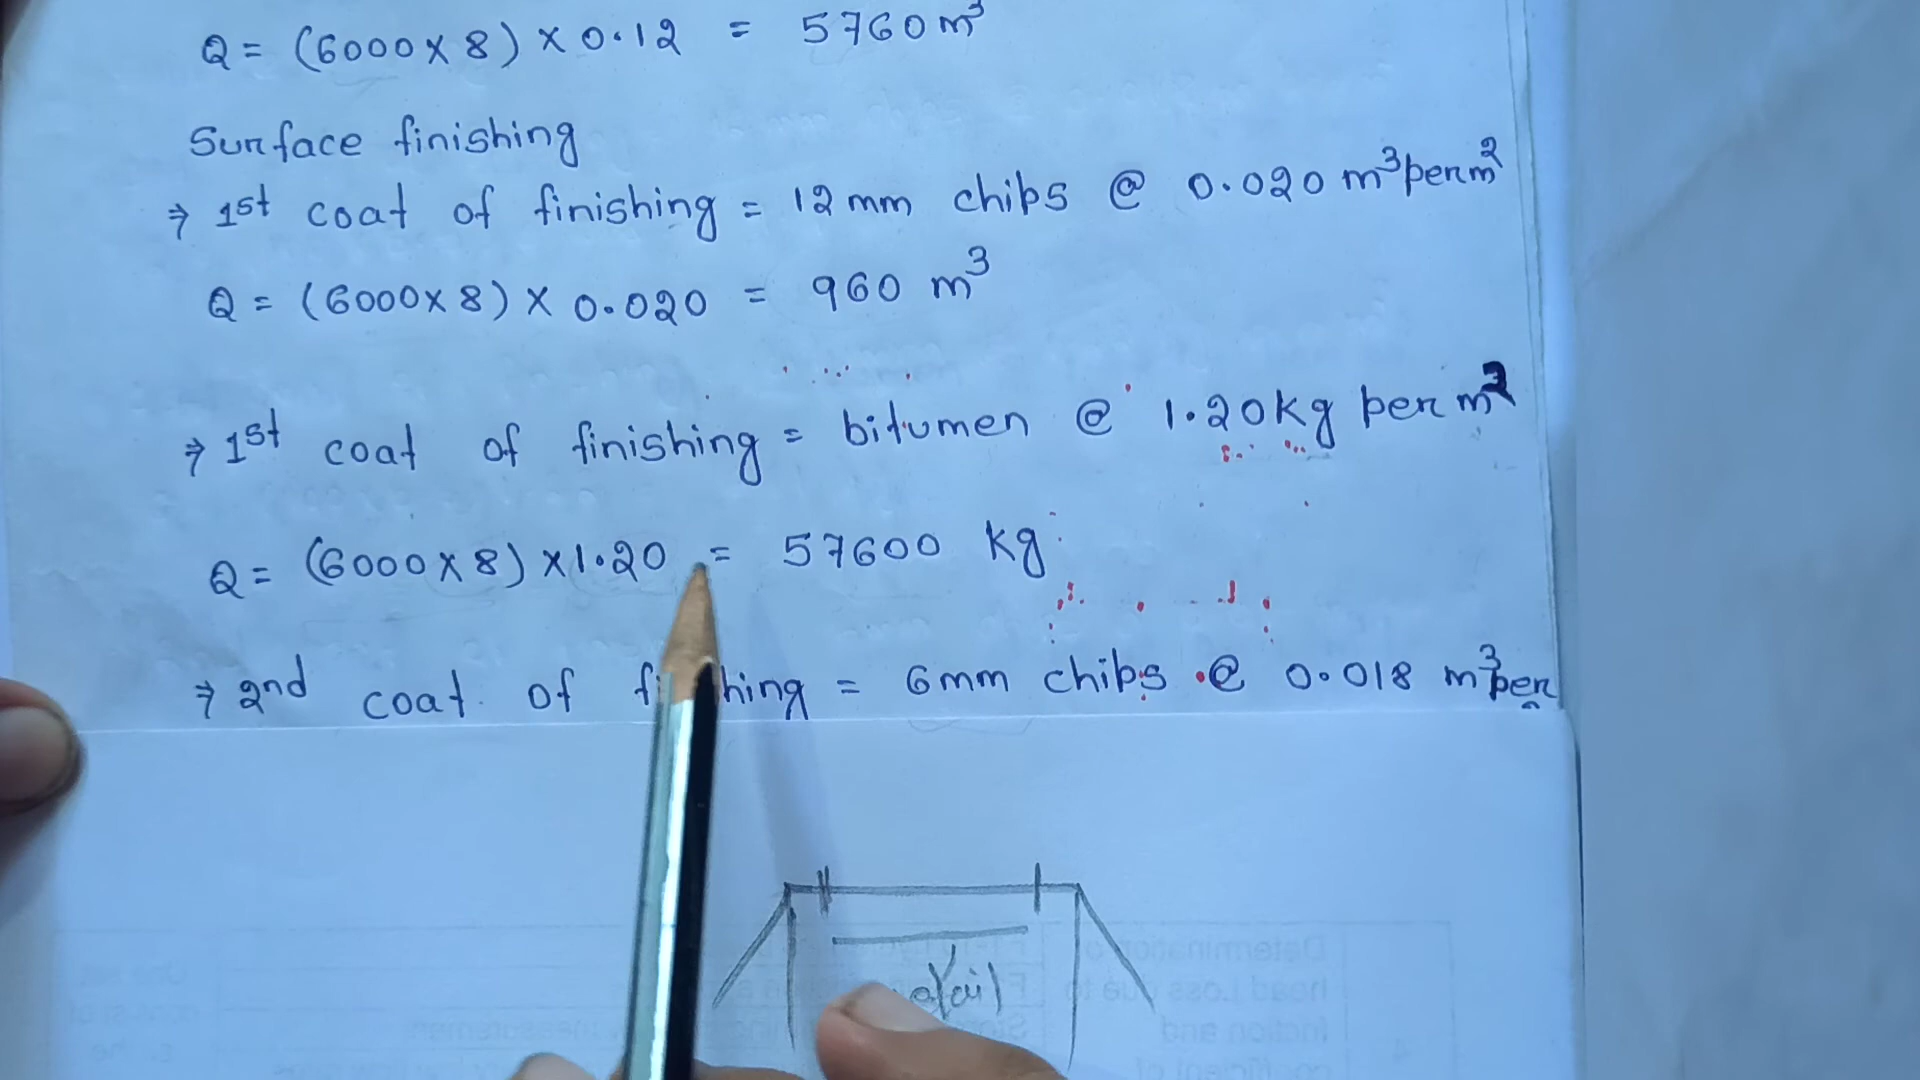 Q = (6000 x 8) x 0.12 = 5760 m³
Surface finishing
⇒ 1st coat of finishing = 12 mm chips @ 0.020 m³ per m²
Q = (6000 x 8) x 0.020 = 960 m³
⇒ 1st coat of finishing = bitumen @ 1.20 kg per m²
Q = (6000 x 8) x 1.20 = 57600 kg
⇒ 2nd coat of fi hing = 6mm chips @ 0.018 m³ per